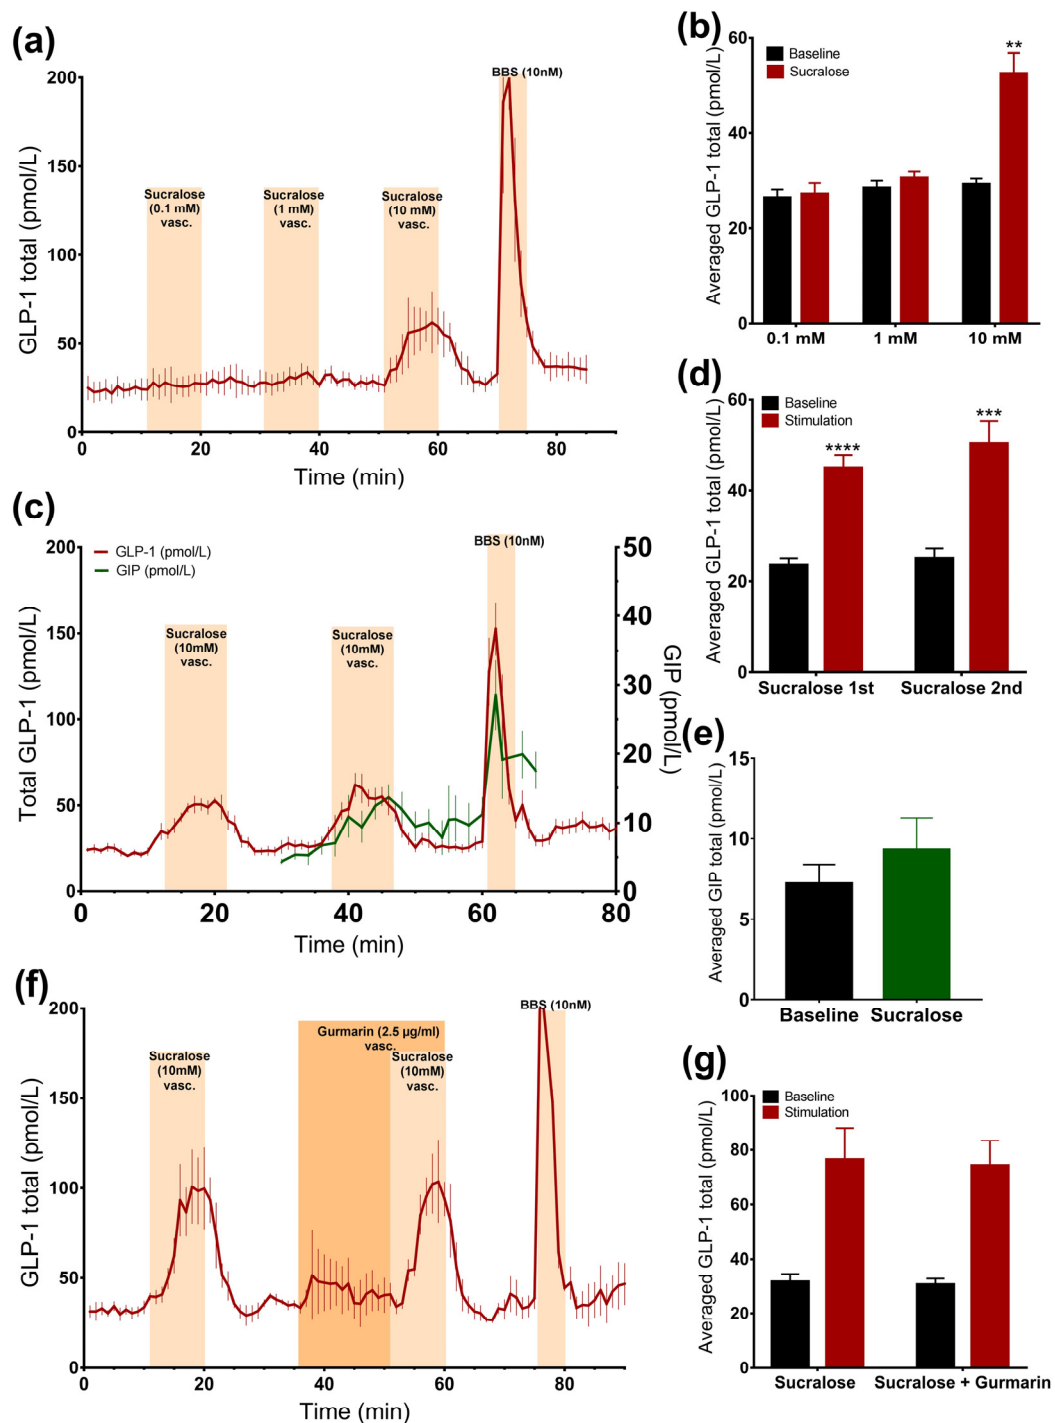 (a)
GLP-1 total (pmol/L)
200
150
100
50
0
BBS (10nM)
Sucralose
(0.1 mM)
vasc.
Sucralose
(1 mM)
vasc.
Sucralose
(10 mM)
vasc.
0 20 40 60 80
Time (min)
(b)
Averaged GLP-1 total (pmol/L)
60
40
20
0
Baseline
Sucralose
**
0.1 mM 1 mM 10 mM
(c)
Total GLP-1 (pmol/L)
200
150
100
50
0
GLP-1 (pmol/L)
GIP (pmol/L)
Sucralose
(10mM)
vasc.
Sucralose
(10mM)
vasc.
BBS (10nM)
50
40
30
20
10
0
GIP (pmol/L)
0 20 40 60 80
Time (min)
(d)
Averaged GLP-1 total (pmol/L)
60
40
20
0
Baseline
Stimulation
****
***
Sucralose 1st Sucralose 2nd
(e)
Averaged GIP total (pmol/L)
15
10
5
0
Baseline Sucralose
(f)
GLP-1 total (pmol/L)
200
150
100
50
0
Sucralose
(10mM)
vasc.
Gurmarin (2.5 µg/ml)
vasc.
Sucralose
(10mM)
vasc.
BBS (10nM)
0 20 40 60 80
Time (min)
(g)
Averaged GLP-1 total (pmol/L)
100
80
60
40
20
0
Baseline
Stimulation
Sucralose Sucralose + Gurmarin